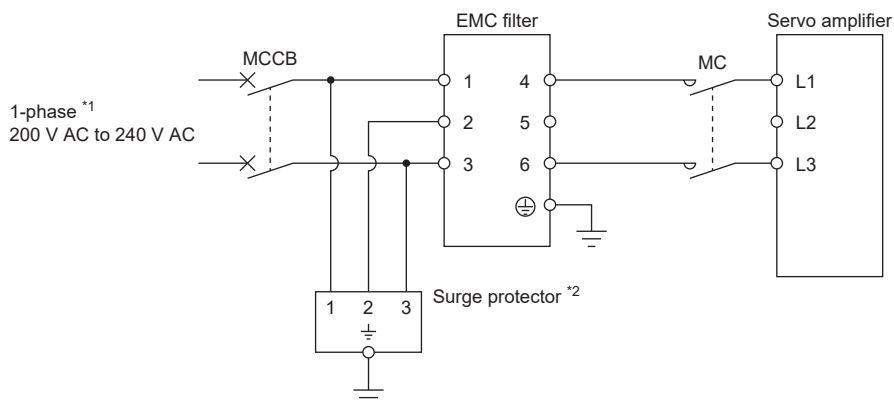 EMC filter
Servo amplifier
MCCB
MC
1
4
L1
1-phase *1
200 V AC to 240 V AC
2
5
L2
3
6
L3
Surge protector *2
1 2 3